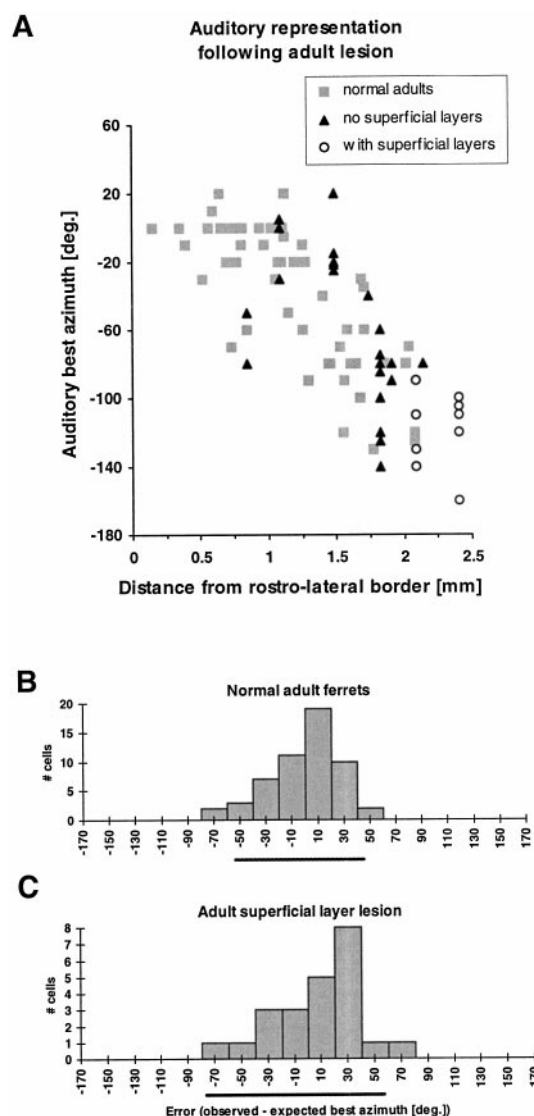 A
Auditory representation
following adult lesion
normal adults
no superficial layers
with superficial layers
Auditory best azimuth [deg.]
60
20
-20
-60
-100
-140
-180
0
0.5
1
1.5
2
2.5
Distance from rostro-lateral border [mm]
B
Normal adult ferrets
# cells
20
15
10
5
0
-170 -150 -130 -110 -90 -70 -50 -30 -10 10 30 50 70 90 110 130 150 170
C
Adult superficial layer lesion
# cells
8
7
6
5
4
3
2
1
0
-170 -150 -130 -110 -90 -70 -50 -30 -10 10 30 50 70 90 110 130 150 170
Error (observed - expected best azimuth [deg.])